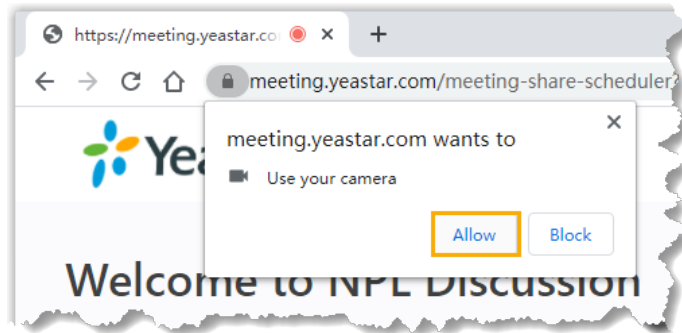 https://meeting.yeastar.co
meeting.yeastar.com/meeting-share-scheduler
meeting.yeastar.com wants to
Yea
Use your camera
Allow Block
Welcome to NPL Discussion